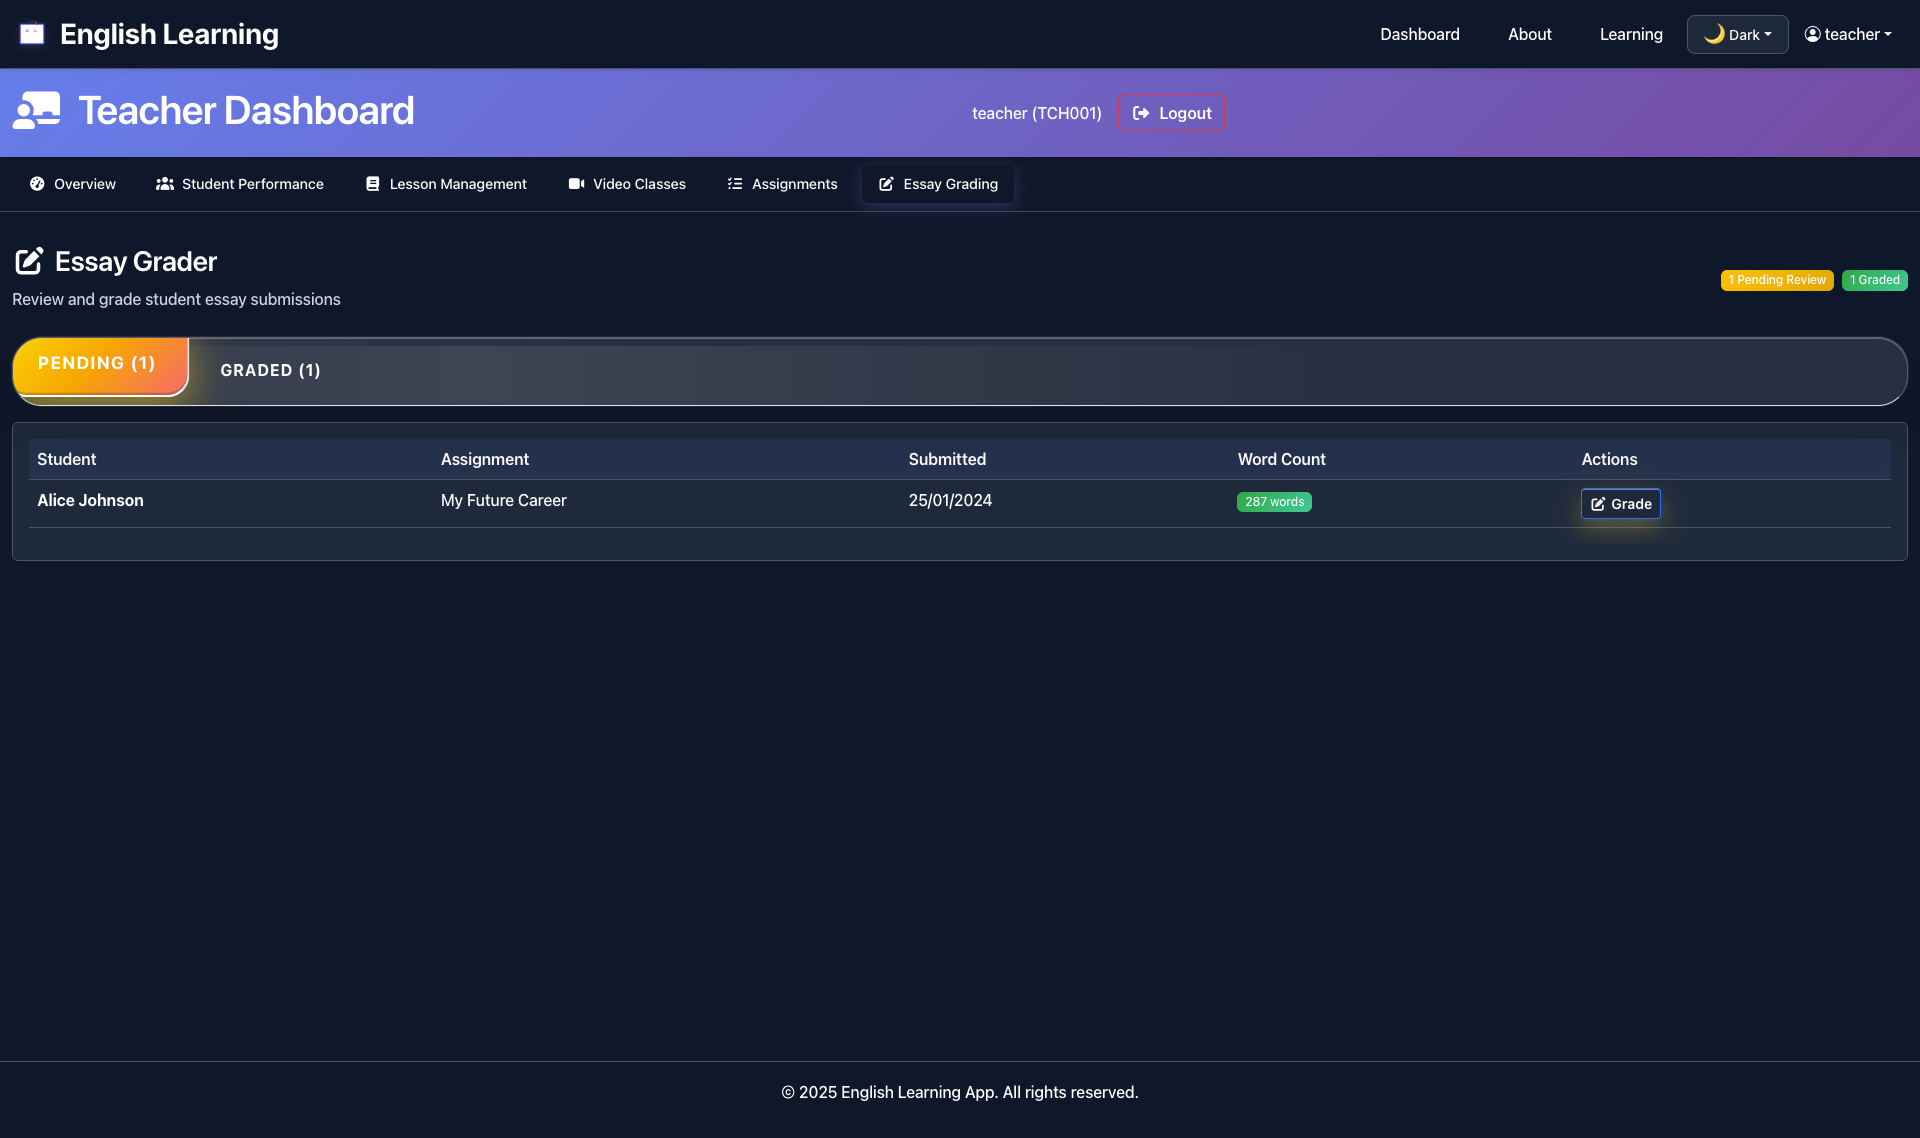 English Learning
Dashboard About Learning 🌙 Dark teacher
Teacher Dashboard
teacher (TCH001) Logout
Overview Student Performance Lesson Management Video Classes Assignments Essay Grading
Essay Grader
Review and grade student essay submissions
1 Pending Review 1 Graded
PENDING (1) GRADED (1)
Student Assignment Submitted Word Count Actions
Alice Johnson My Future Career 25/01/2024 287 words Grade
© 2025 English Learning App. All rights reserved.